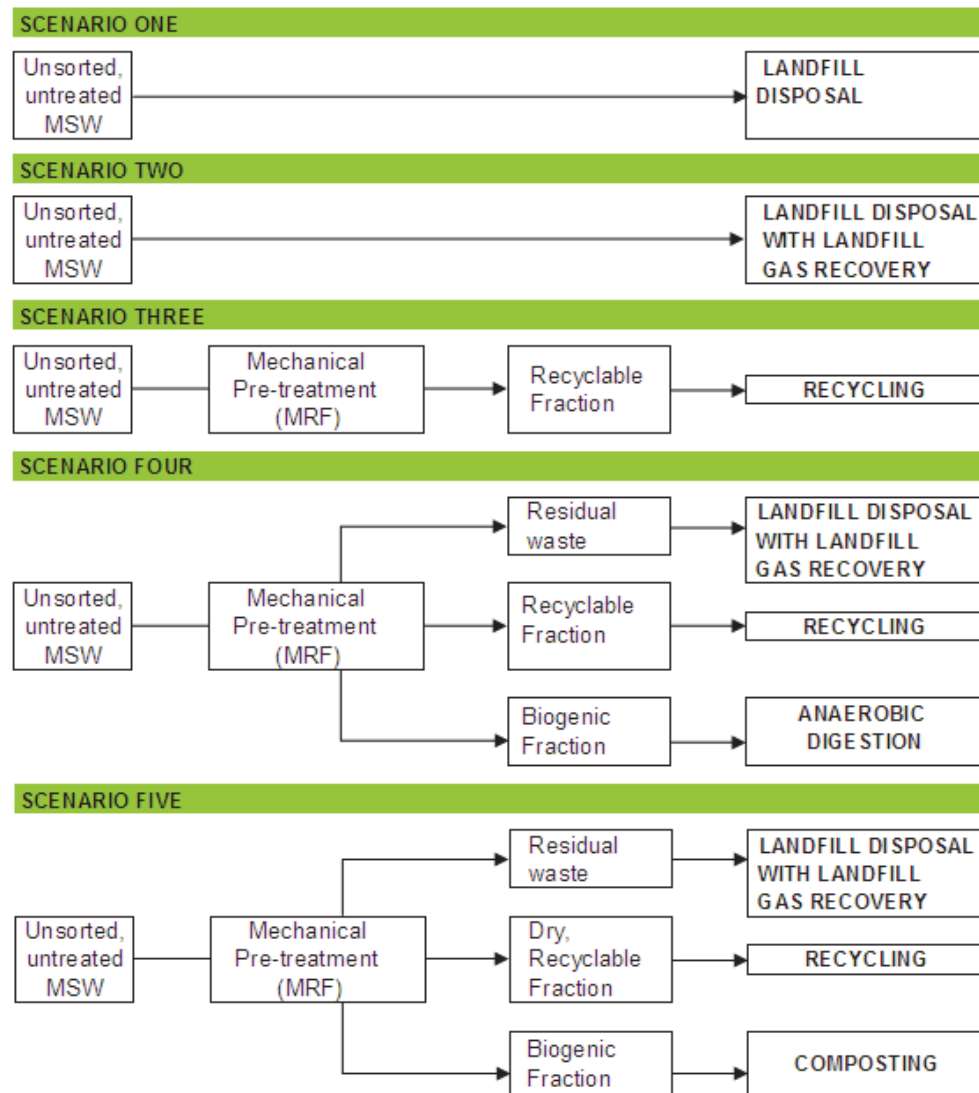 SCENARIO ONE
Unsorted,
untreated
MSW
LANDFILL
DISPOSAL
SCENARIO TWO
Unsorted,
untreated
MSW
LANDFILL DISPOSAL
WITH LANDFILL
GAS RECOVERY
SCENARIO THREE
Unsorted,
untreated
MSW
Mechanical
Pre-treatment
(MRF)
Recyclable
Fraction
RECYCLING
SCENARIO FOUR
Unsorted,
untreated
MSW
Mechanical
Pre-treatment
(MRF)
Residual
waste
LANDFILL DISPOSAL
WITH LANDFILL
GAS RECOVERY
Recyclable
Fraction
RECYCLING
Biogenic
Fraction
ANAEROBIC
DIGESTION
SCENARIO FIVE
Unsorted,
untreated
MSW
Mechanical
Pre-treatment
(MRF)
Residual
waste
LANDFILL DISPOSAL
WITH LANDFILL
GAS RECOVERY
Dry,
Recyclable
Fraction
RECYCLING
Biogenic
Fraction
COMPOSTING